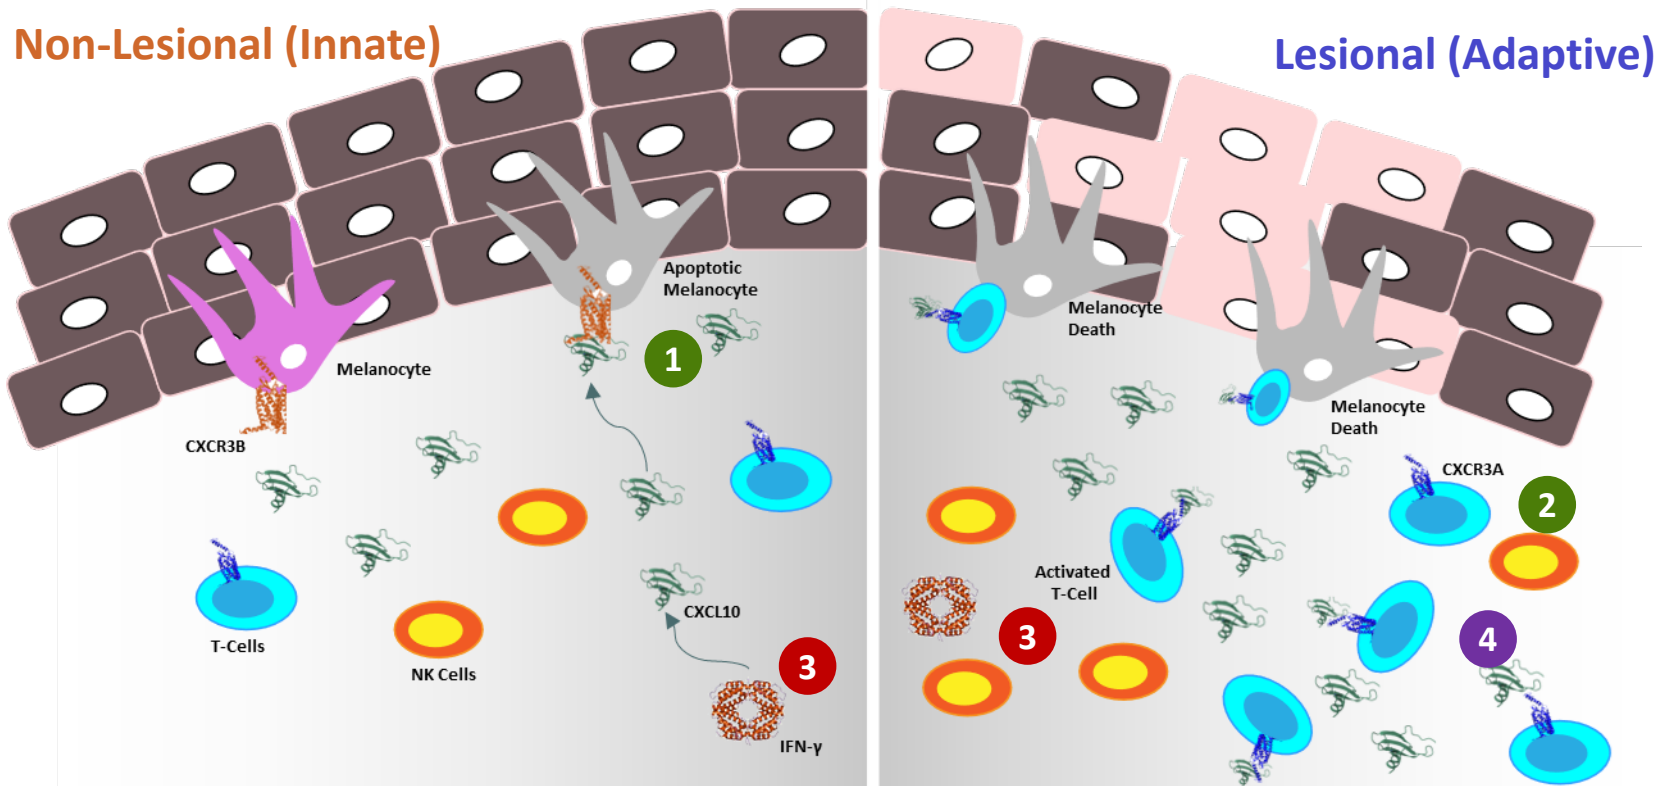 Non-Lesional (Innate)
Lesional (Adaptive)
Apoptotic
Melanocyte
1
Melanocyte
CXCR3B
T-Cells
NK Cells
CXCL10
3
IFN-γ
Melanocyte
Death
Melanocyte
Death
CXCR3A
2
Activated
T-Cell
3
4